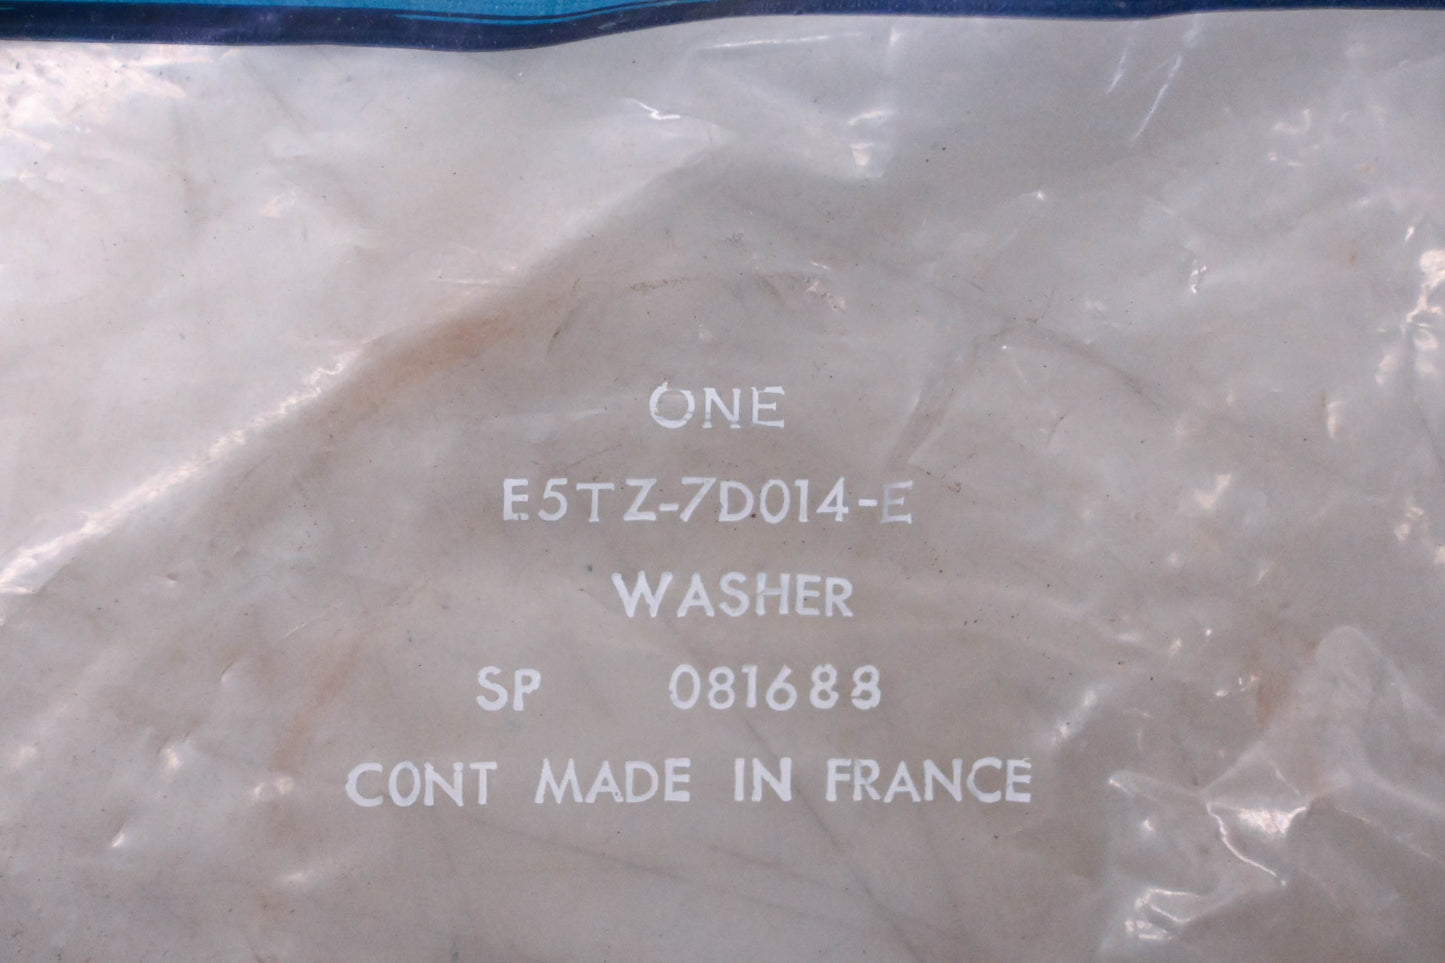 ONE
E5TZ-7D014-E
WASHER
SP 081688
CONT MADE IN FRANCE